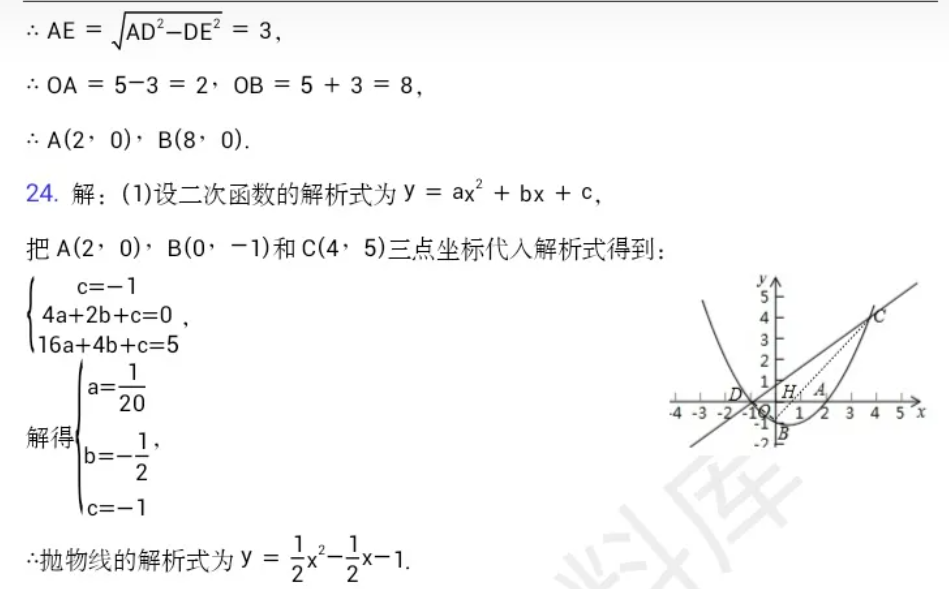 ∴ AE = √(AD²−DE²) = 3,
∴ OA = 5−3 = 2，OB = 5 + 3 = 8,
∴ A(2，0)，B(8，0).
24. 解：(1)设二次函数的解析式为 y = ax² + bx + c,
把 A(2，0)，B(0，−1)和 C(4，5)三点坐标代入解析式得到：
c=−1
4a+2b+c=0 ,
16a+4b+c=5
解得 a=1/20
b=−1/2 ,
c=−1
∴抛物线的解析式为 y = 1/2x²−1/2x−1.
y
5
4
C
3
2
1
D H A
-4 -3 -2 -1 O 1 2 3 4 5 x
-1
B
-2
料库